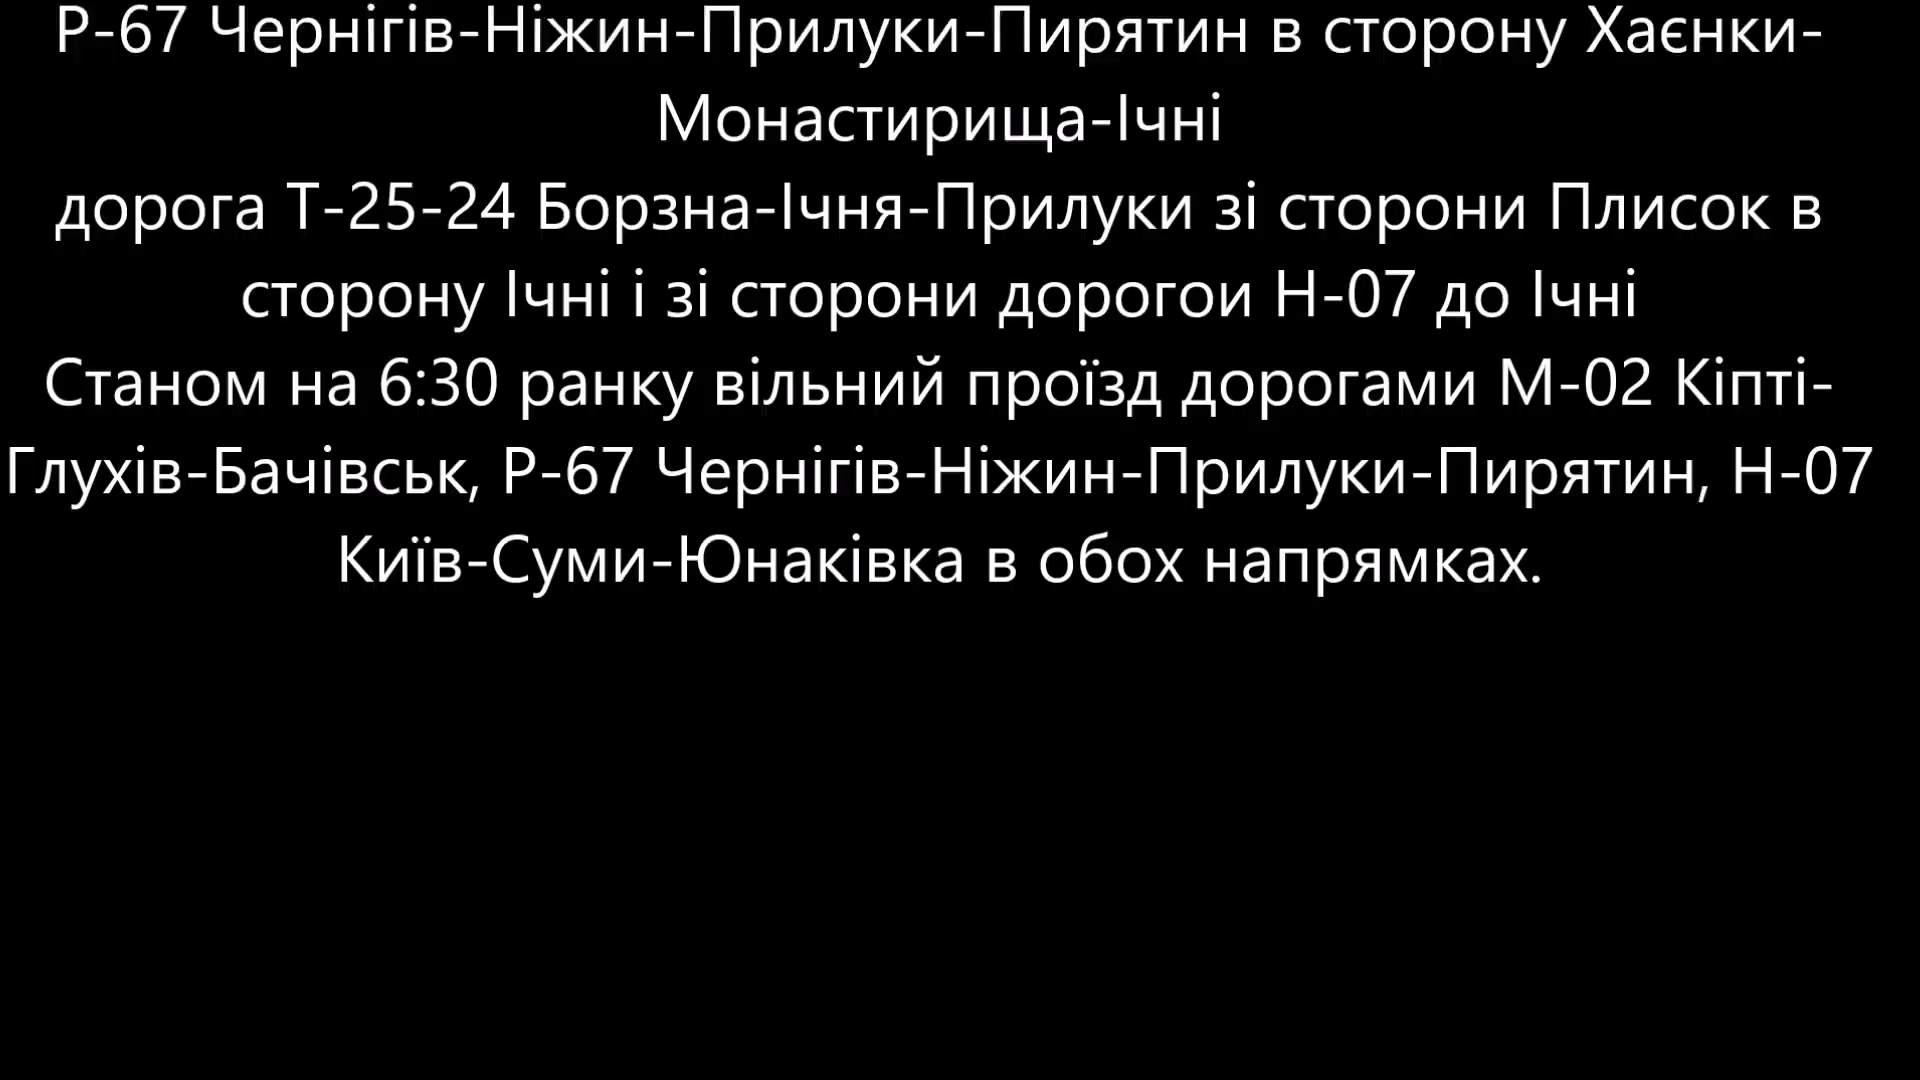 Р-67 Чернігів-Ніжин-Прилуки-Пирятин в сторону Хаєнки-
Монастирища-Ічні
дорога Т-25-24 Борзна-Ічня-Прилуки зі сторони Плисок в
сторону Ічні і зі сторони дорогои Н-07 до Ічні
Станом на 6:30 ранку вільний проїзд дорогами М-02 Кіпті-
Глухів-Бачівськ, Р-67 Чернігів-Ніжин-Прилуки-Пирятин, Н-07
Київ-Суми-Юнаківка в обох напрямках.